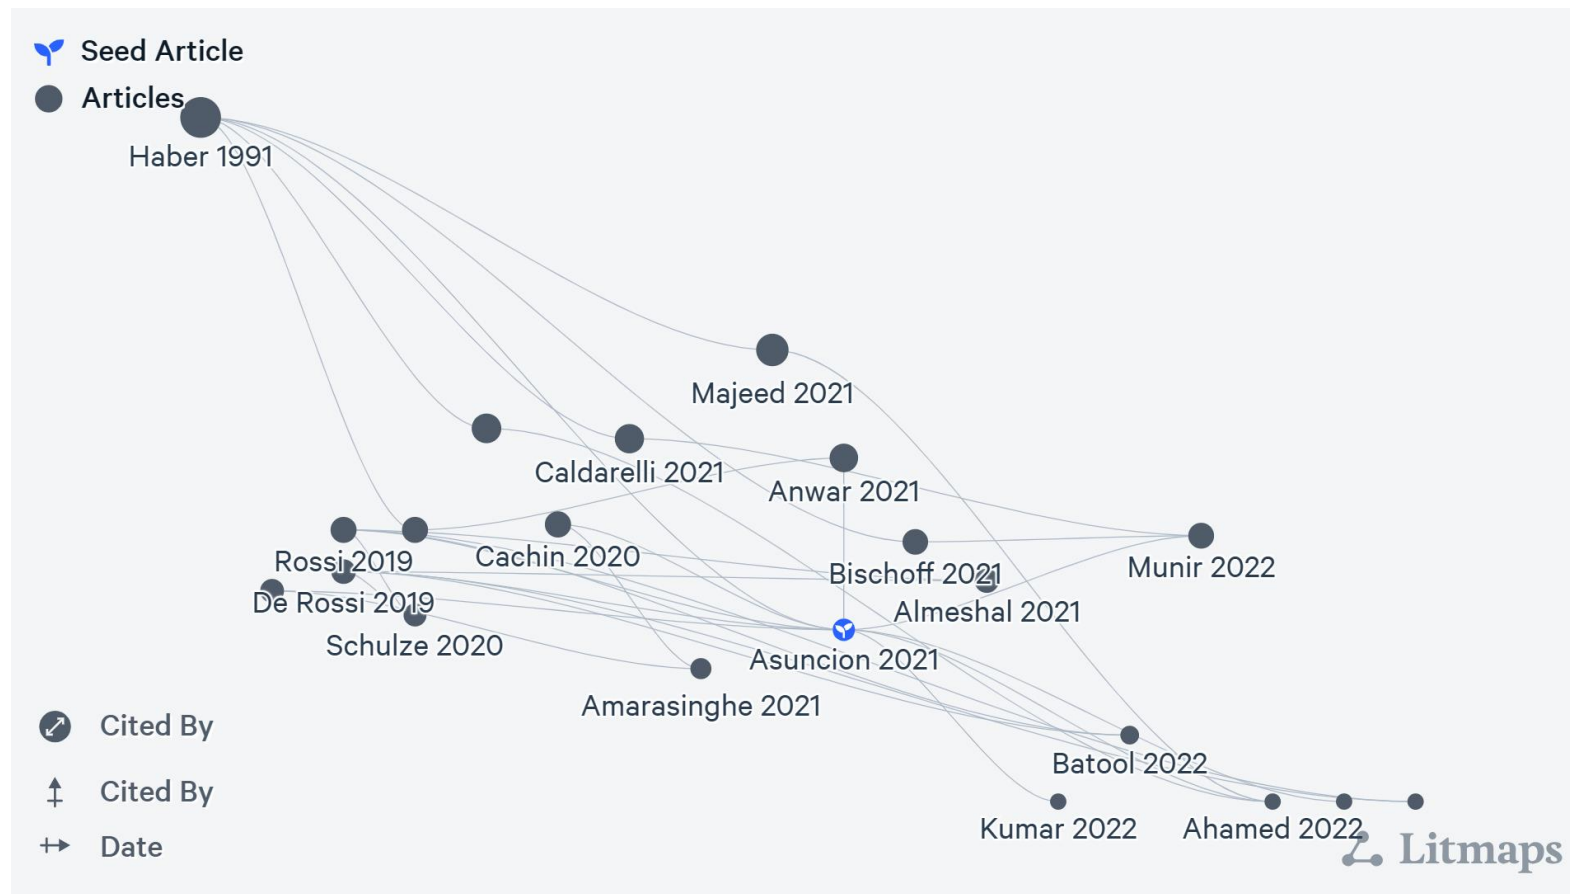 Seed Article
Articles
Haber 1991
Majeed 2021
Caldarelli 2021
Anwar 2021
Rossi 2019
Cachin 2020
Bischoff 2021
Munir 2022
De Rossi 2019
Almeshal 2021
Schulze 2020
Asuncion 2021
Amarasinghe 2021
Cited By
Batool 2022
Cited By
Kumar 2022
Ahamed 2022
Date
Litmaps